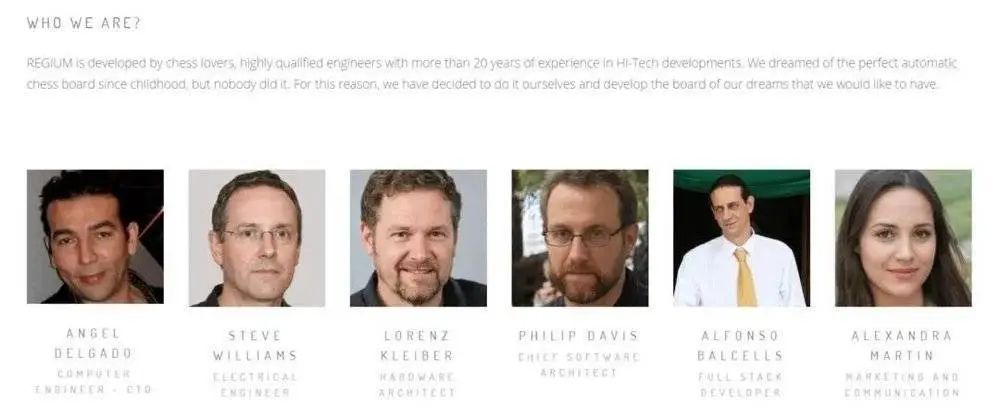 WHO WE ARE?
REGIUM is developed by chess lovers, highly qualified engineers with more than 20 years of experience in Hi-Tech developments. We dreamed of the perfect automatic
chess board since childhood, but nobody did it. For this reason, we have decided to do it ourselves and develop the board of our dreams that we would like to have.
ANGEL
DELGADO
COMPUTER
ENGINEER - CTO
STEVE
WILLIAMS
ELECTRICAL
ENGINEER
LORENZ
KLEIBER
HARDWARE
ARCHITECT
PHILIP DAVIS
CHIEF SOFTWARE
ARCHITECT
ALFONSO
BALCELLS
FULL STACK
DEVELOPER
ALEXANDRA
MARTIN
MARKETING AND
COMMUNICATION